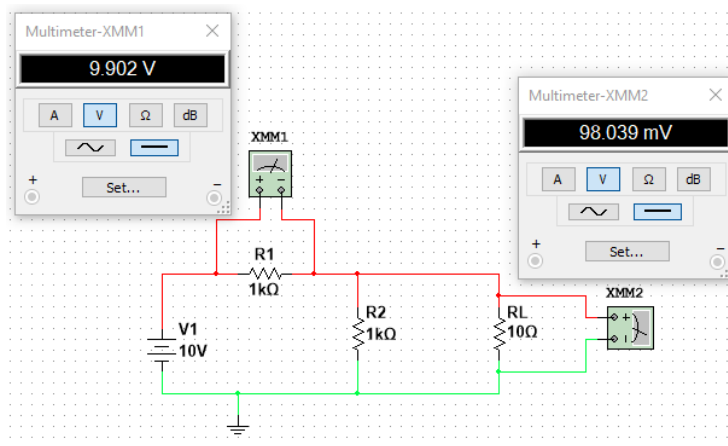 Multimeter-XMM1
9.902 V
A V Ω dB
+ Set... -
Multimeter-XMM2
98.039 mV
A V Ω dB
+ Set... -
XMM1
+ -
R1
1kΩ
V1
10V
R2
1kΩ
RL
10Ω
XMM2
+
-